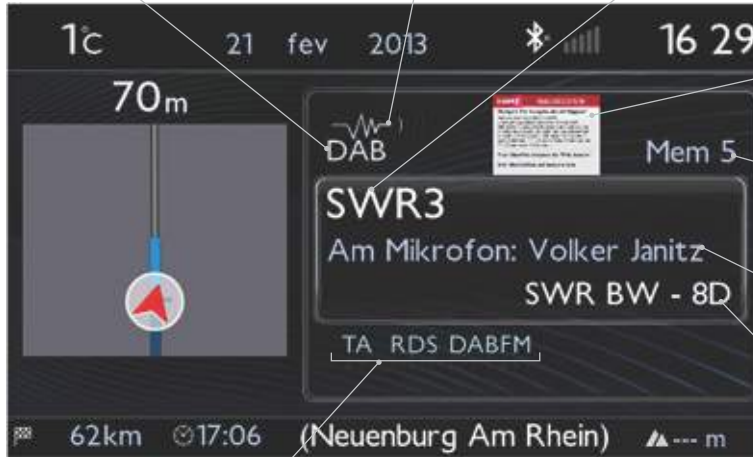 1°c 21 fev 2013 16 29
70m
DAB
Mem 5
SWR3
Am Mikrofon: Volker Janitz
SWR BW - 8D
TA RDS DABFM
62km 17:06 (Neuenburg Am Rhein) --- m